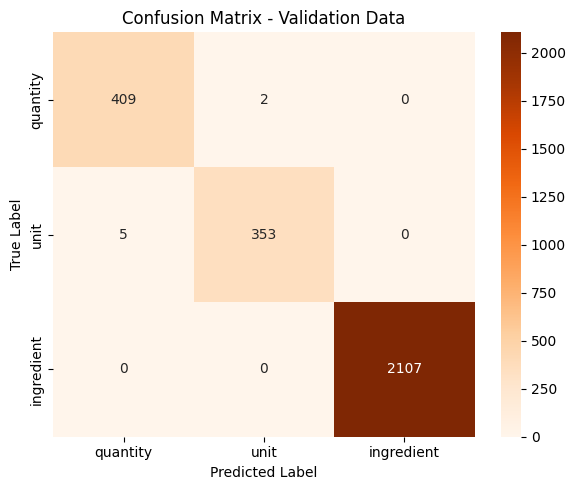 Confusion Matrix - Validation Data
True Label
quantity
409 2 0
unit
5 353 0
ingredient
0 0 2107
quantity unit ingredient
Predicted Label
2000
1750
1500
1250
1000
750
500
250
0